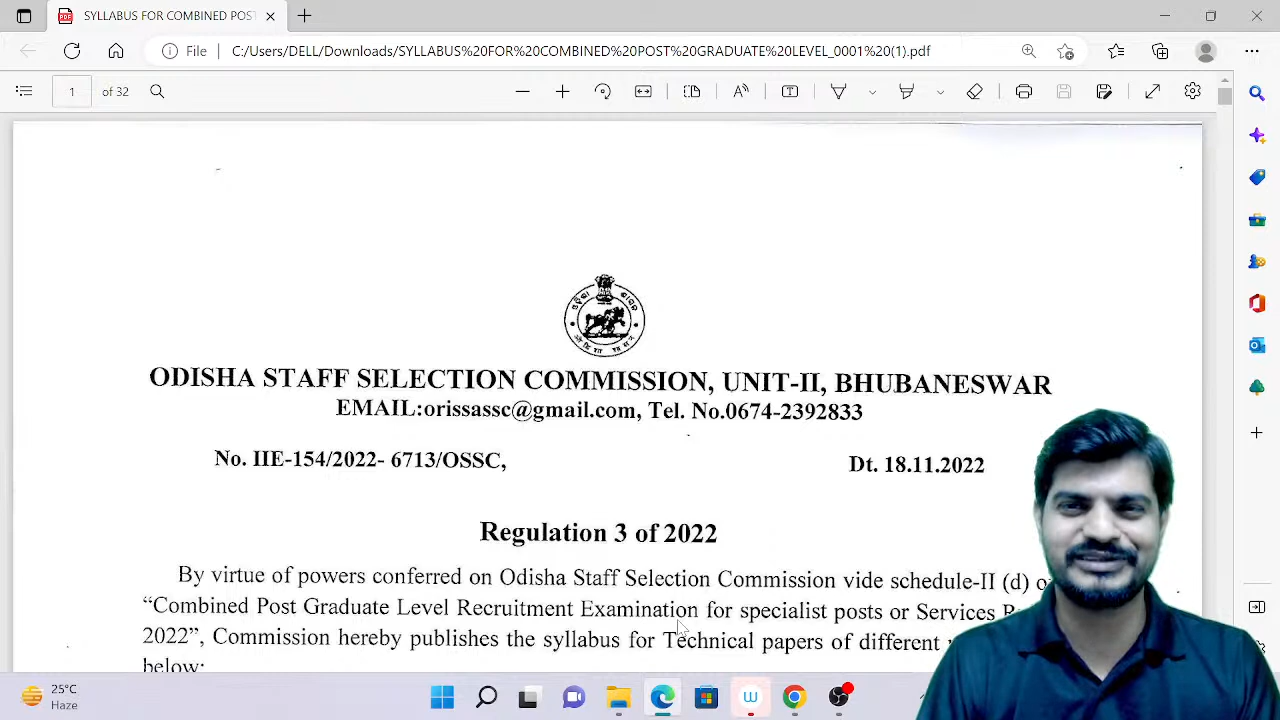 SYLLABUS FOR COMBINED POST
File
C:/Users/DELL/Downloads/SYLLABUS%20FOR%20COMBINED%20POST%20GRADUATE%20LEVEL_0001%20(1).pdf
1 of 32
ODISHA STAFF SELECTION COMMISSION, UNIT-II, BHUBANESWAR
EMAIL:orissassc@gmail.com, Tel. No.0674-2392833
No. IIE-154/2022- 6713/OSSC,
Dt. 18.11.2022
Regulation 3 of 2022
By virtue of powers conferred on Odisha Staff Selection Commission vide schedule-II (d)
"Combined Post Graduate Level Recruitment Examination for specialist posts or Services
2022", Commission hereby publishes the syllabus for Technical papers of different
below:
25°C
Haze